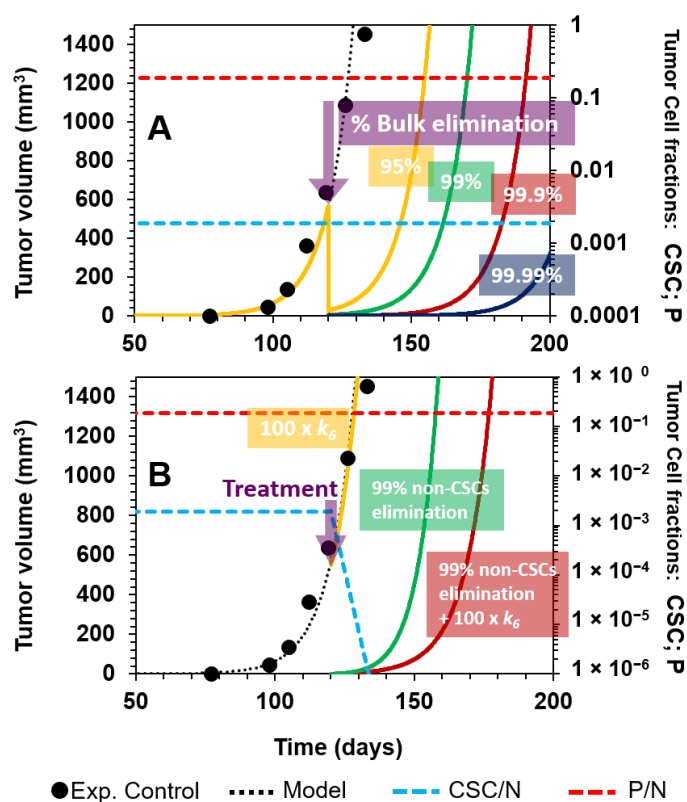 1400
1200
1000
800
600
400
200
0
Tumor volume (mm³)
A
% Bulk elimination
95%
99%
99.9%
99.99%
1
0.1
0.01
0.001
0.0001
Tumor Cell fractions: CSC; P
50
100
150
200
1400
1200
1000
800
600
400
200
0
Tumor volume (mm³)
B
100 x k₆
Treatment
99% non-CSCs
elimination
99% non-CSCs
elimination
+ 100 x k₆
1 × 10⁰
1 × 10⁻¹
1 × 10⁻²
1 × 10⁻³
1 × 10⁻⁴
1 × 10⁻⁵
1 × 10⁻⁶
Tumor Cell fractions: CSC; P
50
100
150
200
Time (days)
Exp. Control
Model
CSC/N
P/N